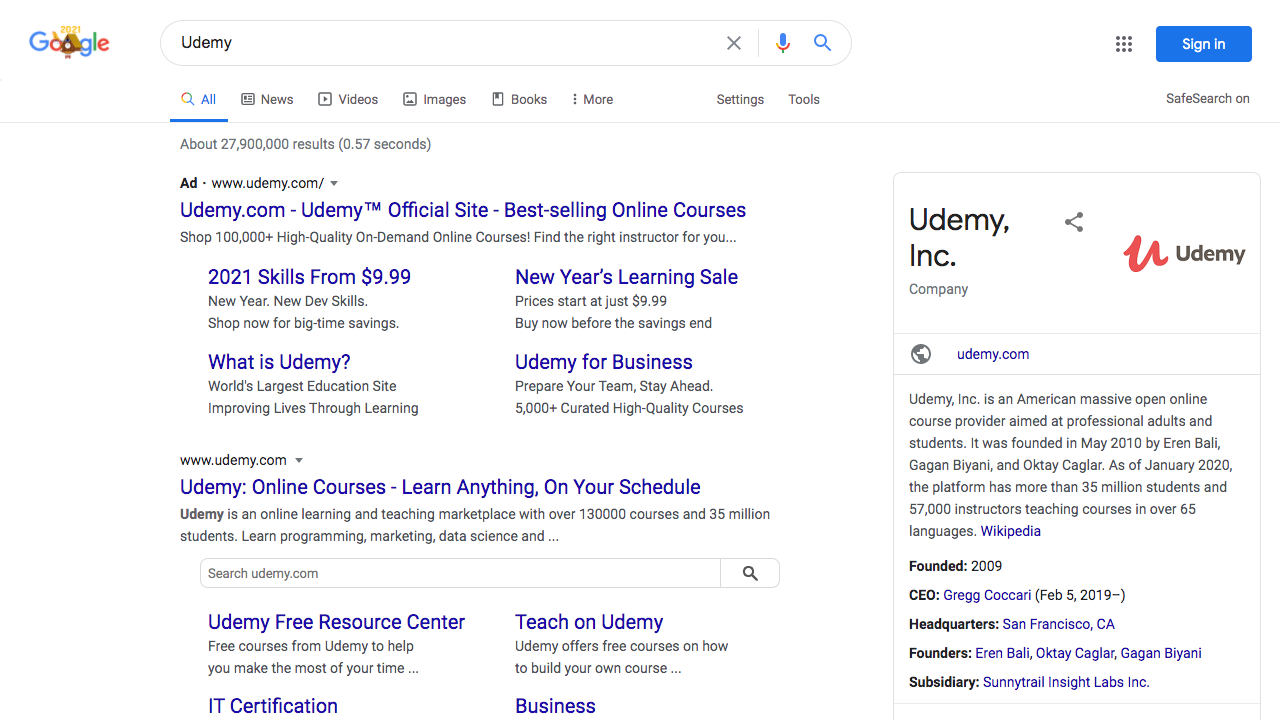 2021
Google
Udemy
Sign in
All
News
Videos
Images
Books
More
Settings
Tools
SafeSearch on
About 27,900,000 results (0.57 seconds)
Ad · www.udemy.com/
Udemy.com - Udemy™ Official Site - Best-selling Online Courses
Shop 100,000+ High-Quality On-Demand Online Courses! Find the right instructor for you...
2021 Skills From $9.99
New Year. New Dev Skills.
Shop now for big-time savings.
New Year’s Learning Sale
Prices start at just $9.99
Buy now before the savings end
What is Udemy?
World's Largest Education Site
Improving Lives Through Learning
Udemy for Business
Prepare Your Team, Stay Ahead.
5,000+ Curated High-Quality Courses
www.udemy.com
Udemy: Online Courses - Learn Anything, On Your Schedule
Udemy is an online learning and teaching marketplace with over 130000 courses and 35 million
students. Learn programming, marketing, data science and ...
Search udemy.com
Udemy Free Resource Center
Free courses from Udemy to help
you make the most of your time ...
Teach on Udemy
Udemy offers free courses on how
to build your own course ...
IT Certification
Business
Udemy,
Inc.
Company
Udemy
udemy.com
Udemy, Inc. is an American massive open online
course provider aimed at professional adults and
students. It was founded in May 2010 by Eren Bali,
Gagan Biyani, and Oktay Caglar. As of January 2020,
the platform has more than 35 million students and
57,000 instructors teaching courses in over 65
languages. Wikipedia
Founded: 2009
CEO: Gregg Coccari (Feb 5, 2019–)
Headquarters: San Francisco, CA
Founders: Eren Bali, Oktay Caglar, Gagan Biyani
Subsidiary: Sunnytrail Insight Labs Inc.